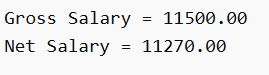 Gross Salary = 11500.00
Net Salary = 11270.00